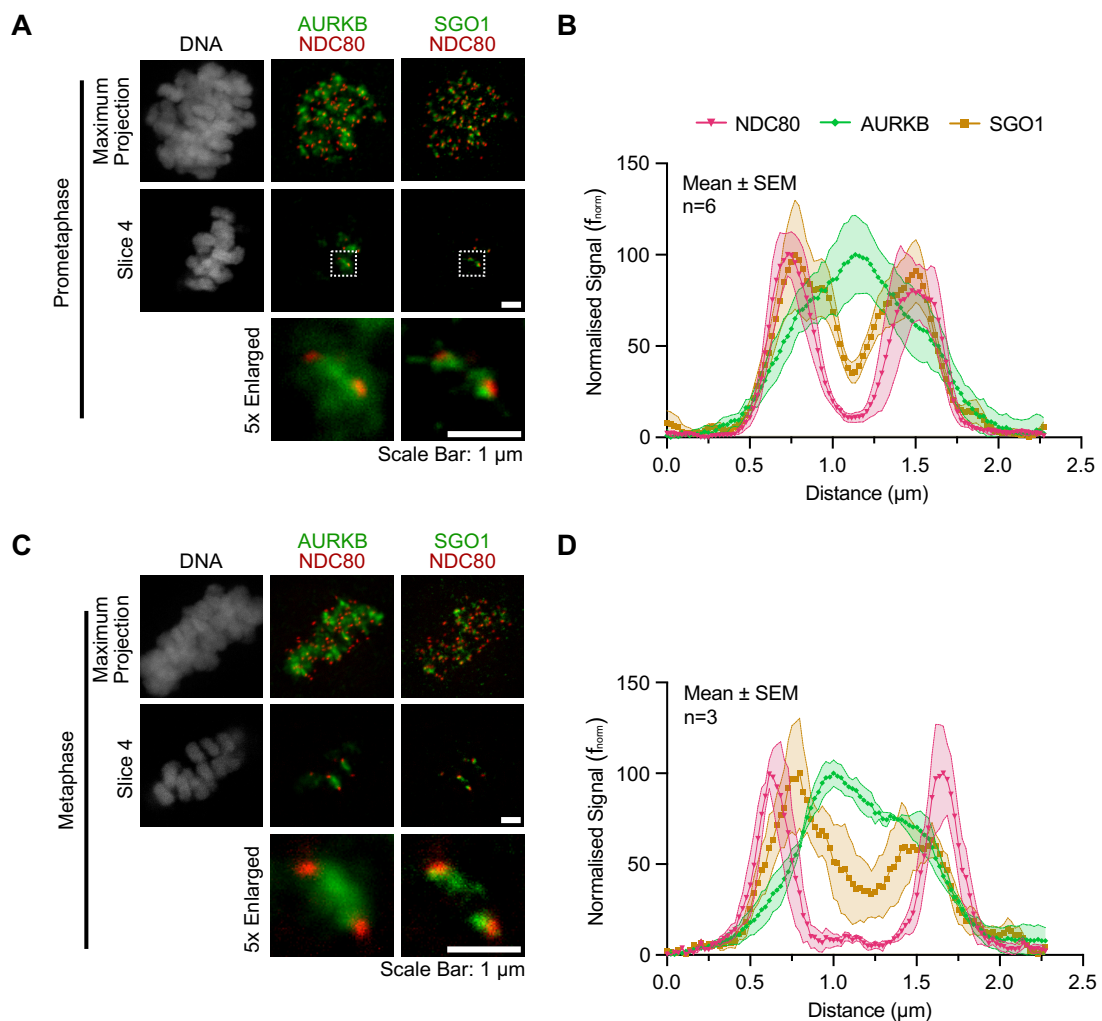 A
AURKB
SGO1
DNA
NDC80
NDC80
Prometaphase
Maximum
Projection
Slice 4
5x Enlarged
Scale Bar: 1 µm
B
NDC80
AURKB
SGO1
Mean ± SEM
n=6
Normalised Signal (fnorm)
150
100
50
0
0.0
0.5
1.0
1.5
2.0
2.5
Distance (µm)
C
AURKB
SGO1
DNA
NDC80
NDC80
Metaphase
Maximum
Projection
Slice 4
5x Enlarged
Scale Bar: 1 µm
D
Mean ± SEM
n=3
Normalised Signal (fnorm)
150
100
50
0
0.0
0.5
1.0
1.5
2.0
2.5
Distance (µm)